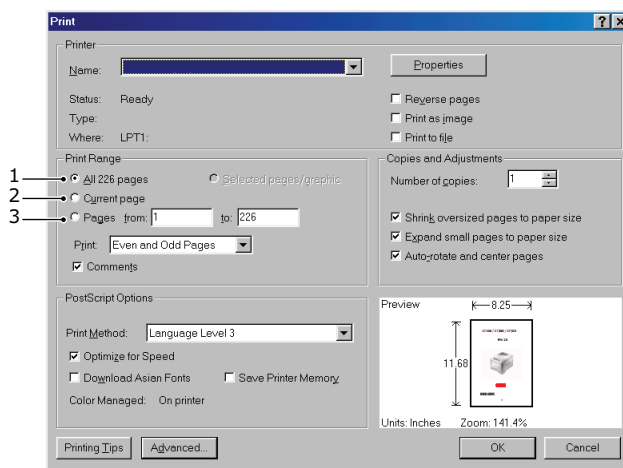 Print
Printer
Name:
Properties
Status: Ready
Type:
Where: LPT1:
Reverse pages
Print as image
Print to file
Print Range
1 All 226 pages Selected pages/graphic
2 Current page
3 Pages from: 1 to: 226
Print: Even and Odd Pages
Comments
Copies and Adjustments
Number of copies: 1
Shrink oversized pages to paper size
Expand small pages to paper size
Auto-rotate and center pages
PostScript Options
Print Method: Language Level 3
Optimize for Speed
Download Asian Fonts Save Printer Memory
Color Managed: On printer
Preview
8.25
11.68
Units: Inches Zoom: 141.4%
Printing Tips Advanced... OK Cancel